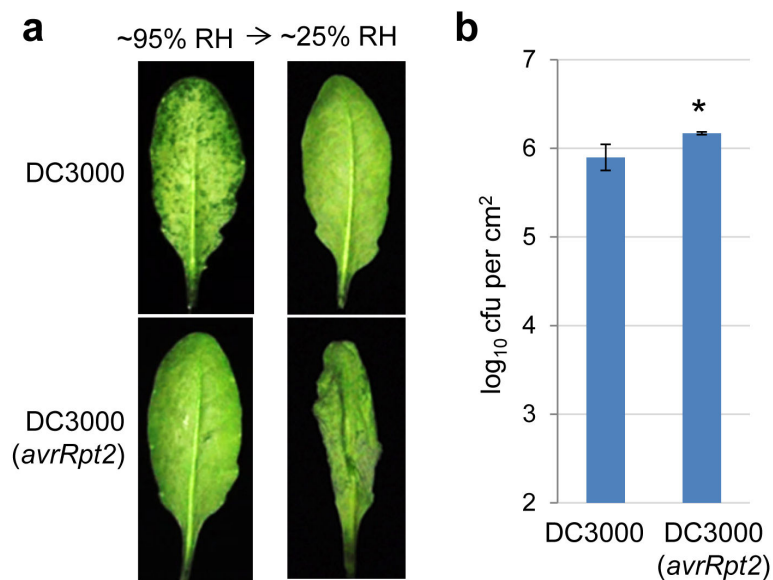 a
~95% RH → ~25% RH
DC3000
DC3000
(avrRpt2)
b
log10 cfu per cm2
7
6
5
4
3
2
*
DC3000
DC3000
(avrRpt2)